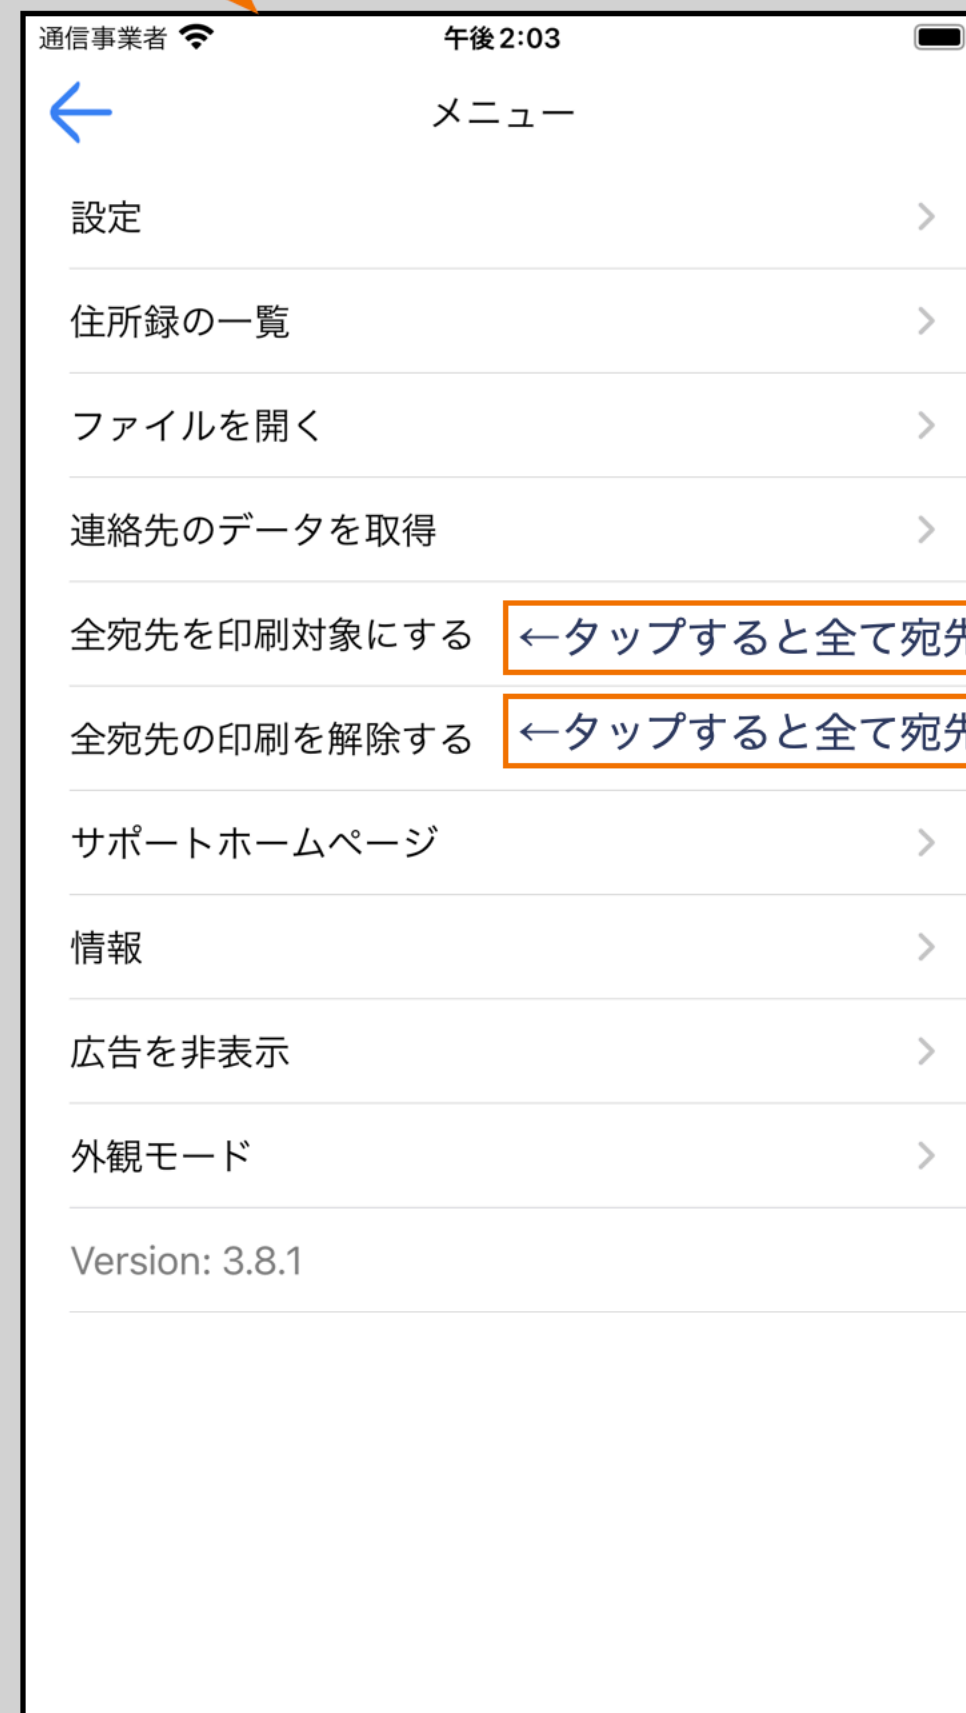 通信事業者
午後2:03
メニュー
設定
住所録の一覧
ファイルを開く
連絡先のデータを取得
全宛先を印刷対象にする
←タップすると全て宛先
全宛先の印刷を解除する
←タップすると全て宛先
サポートホームページ
情報
広告を非表示
外観モード
Version: 3.8.1